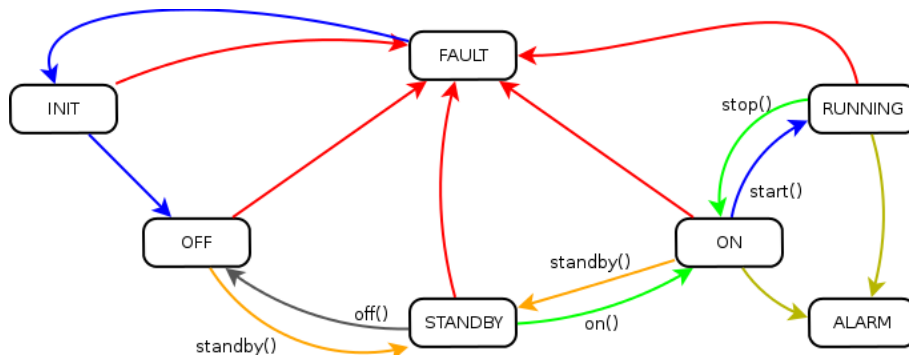 FAULT
INIT
stop()
RUNNING
start()
OFF
ON
standby()
off()
STANDBY
on()
ALARM
standby()